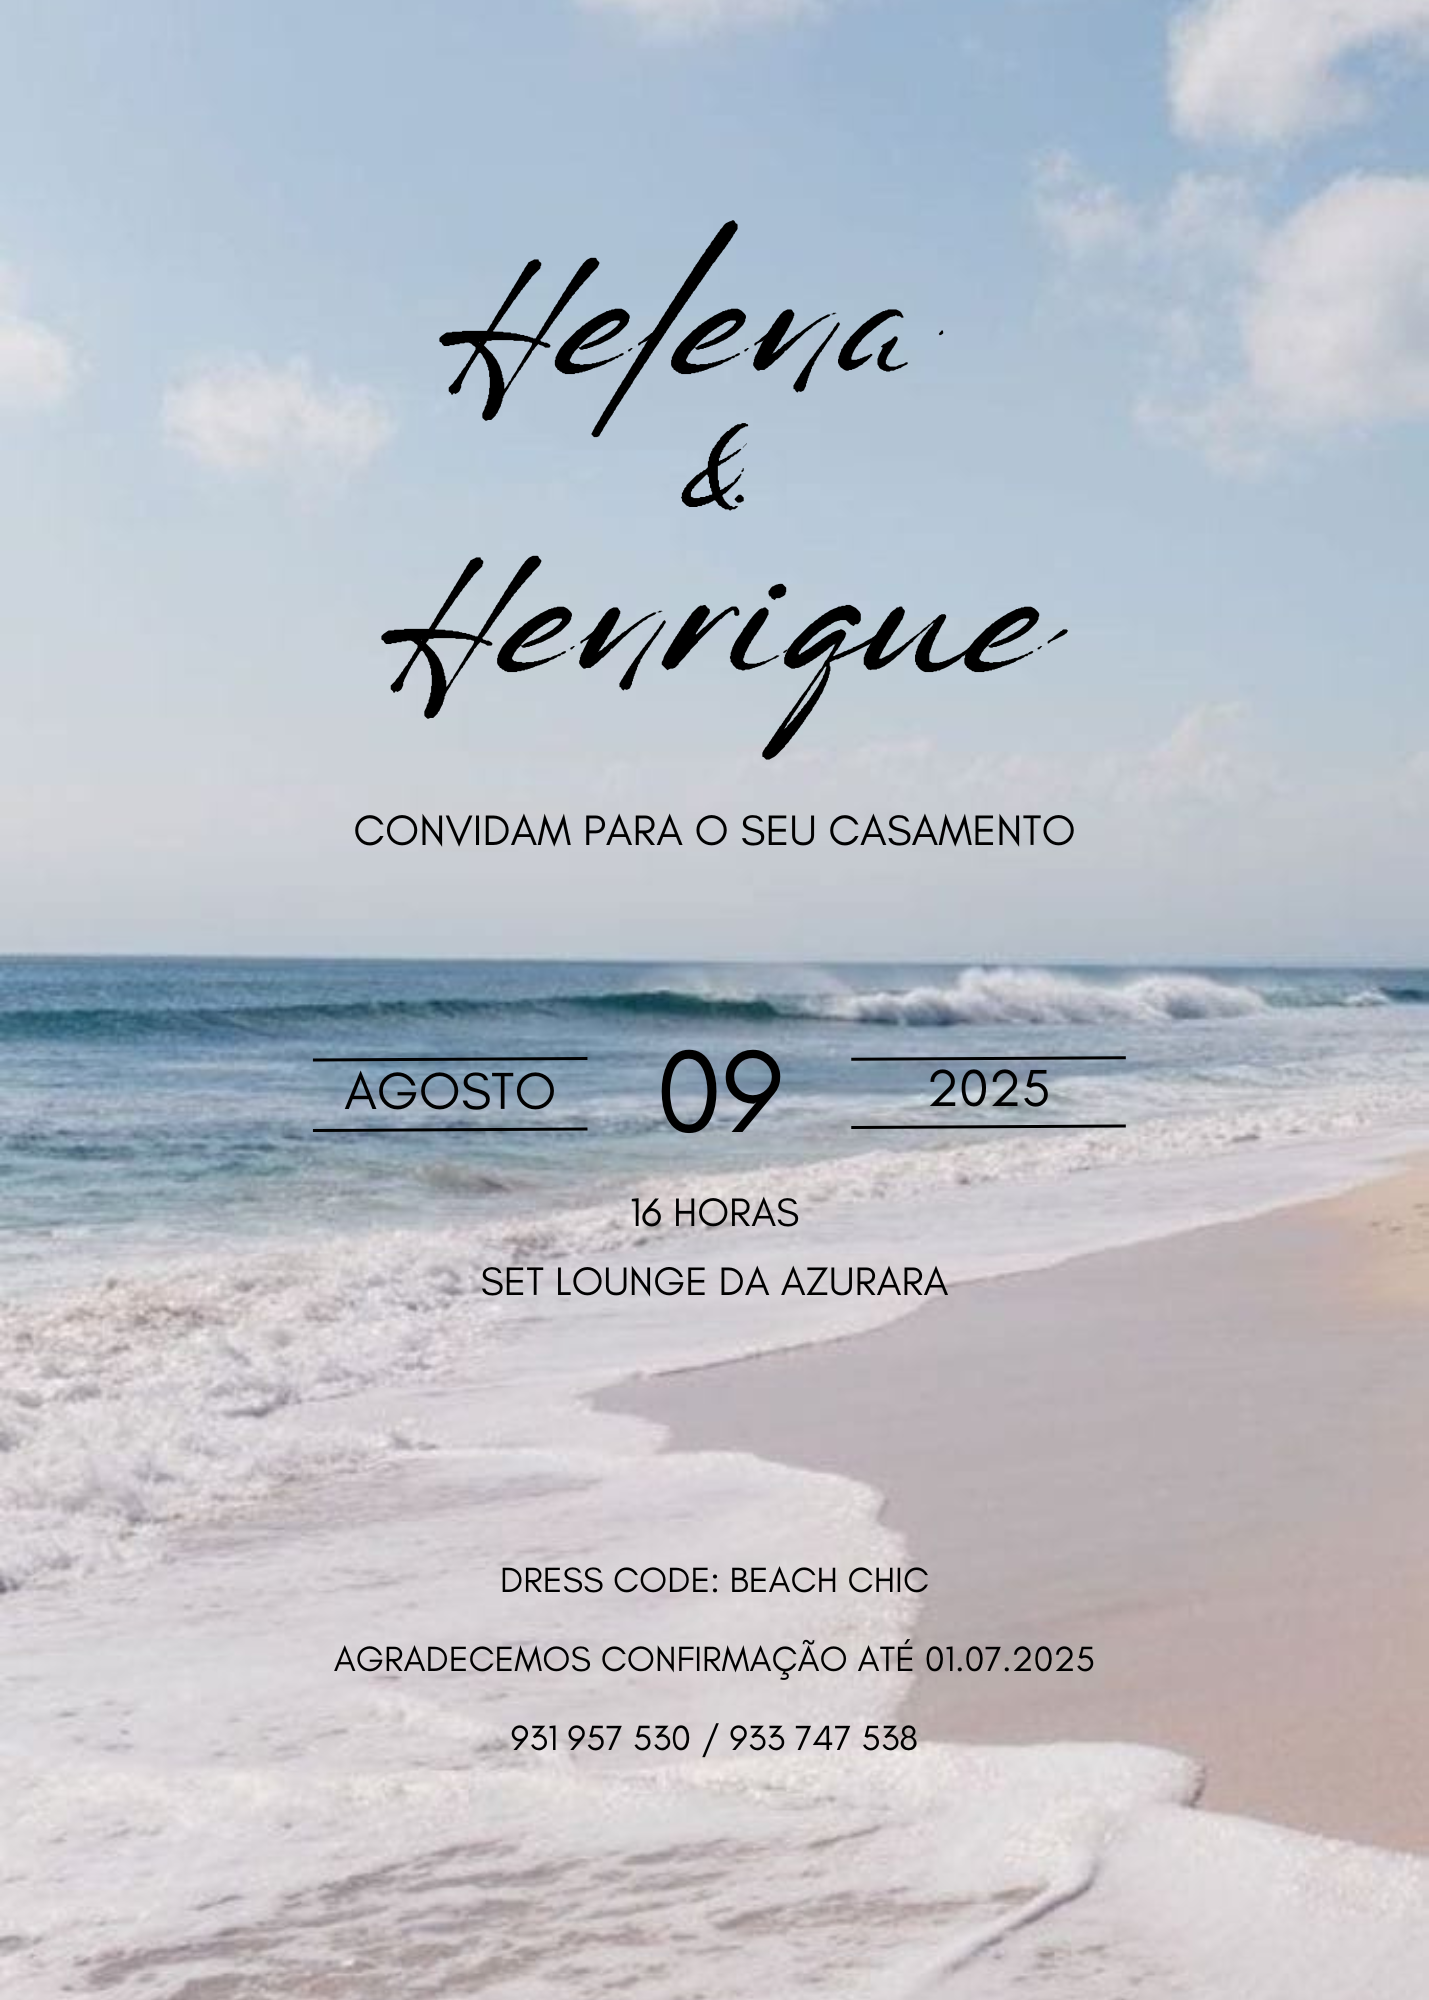 Helena
&
Henrique
CONVIDAM PARA O SEU CASAMENTO
AGOSTO 09 2025
16 HORAS
SET LOUNGE DA AZURARA
DRESS CODE: BEACH CHIC
AGRADECEMOS CONFIRMAÇÃO ATÉ 01.07.2025
931 957 530 / 933 747 538